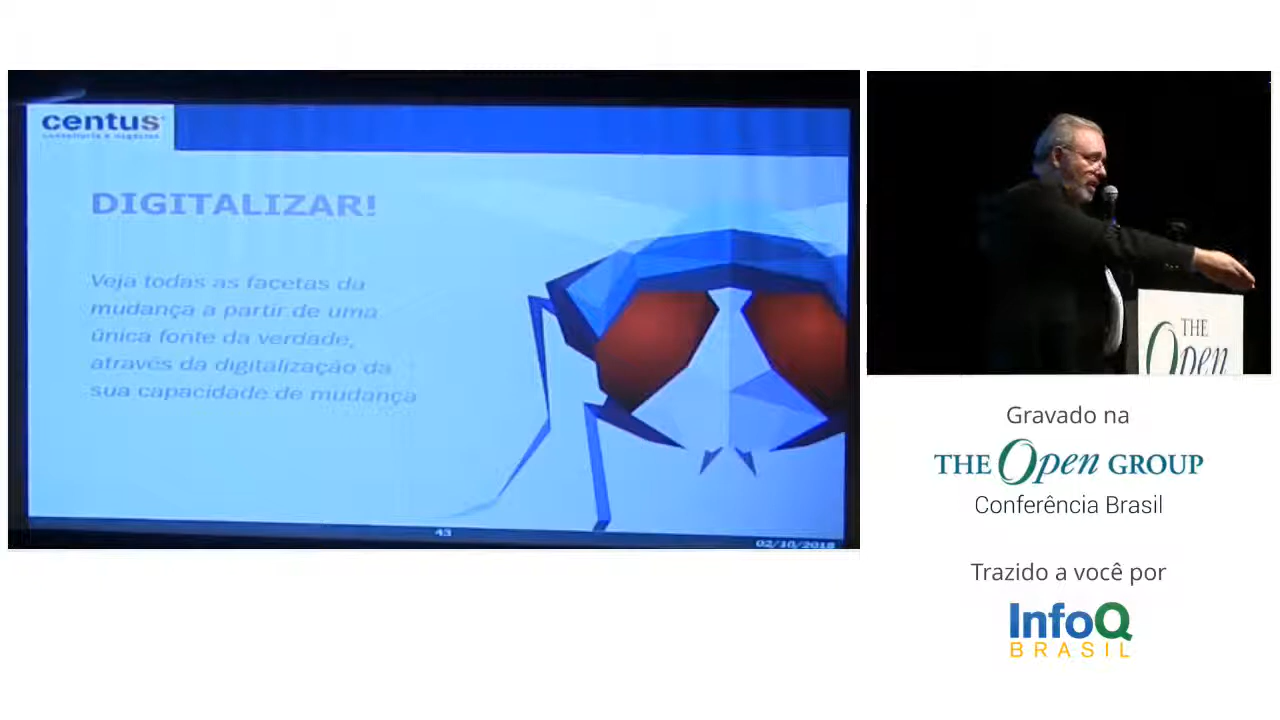 centus
consultoria e negócios
DIGITALIZAR!
Veja todas as facetas da
mudança a partir de uma
única fonte da verdade,
através da digitalização da
sua capacidade de mudança
43
02/10/2018
THE
Open
Gravado na
THE Open GROUP
Conferência Brasil
Trazido a você por
InfoQ
BRASIL